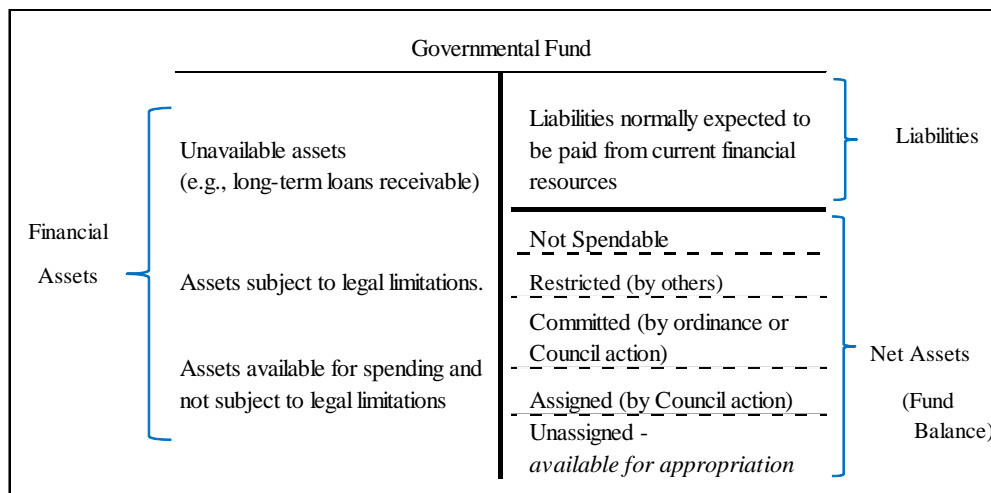 Governmental Fund
Financial
Assets
Unavailable assets
(e.g., long-term loans receivable)
Assets subject to legal limitations.
Assets available for spending and
not subject to legal limitations
Liabilities normally expected to
be paid from current financial
resources
Liabilities
Not Spendable
Restricted (by others)
Committed (by ordinance or
Council action)
Assigned (by Council action)
Unassigned -
available for appropriation
Net Assets
(Fund
Balance)